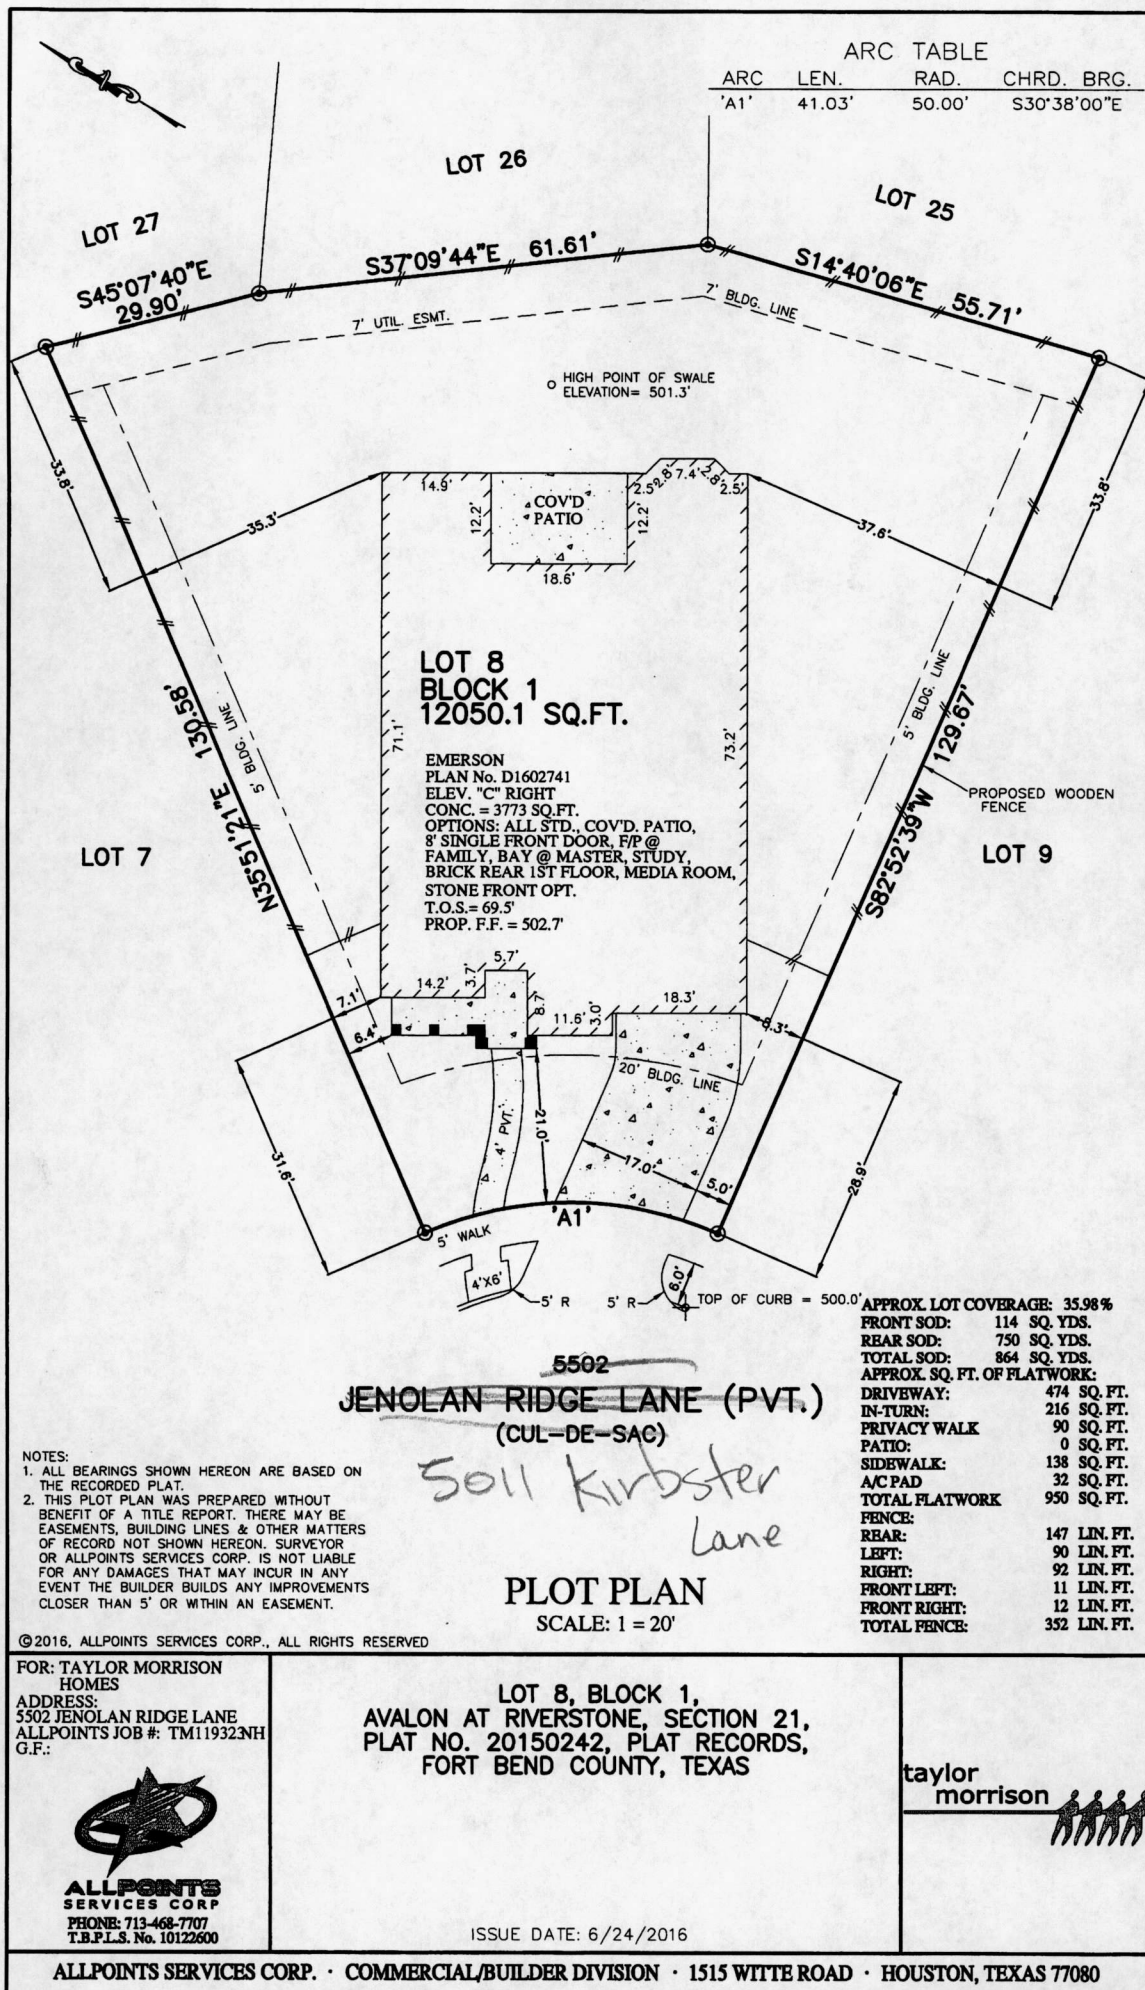 ARC TABLE
ARC LEN. RAD. CHRD. BRG.
'A1' 41.03' 50.00' S30°38'00"E
LOT 26
LOT 27
LOT 25
S45°07'40"E
29.90'
S37°09'44"E 61.61'
S14°40'06"E 55.71'
7' UTIL. ESMT.
7' BLDG. LINE
HIGH POINT OF SWALE
ELEVATION= 501.3'
33.8'
35.3'
14.9'
12.2'
COV'D
PATIO
18.6'
12.2'
2.5'
2.8'
7.4'
2.8'
2.5'
37.6'
33.8'
LOT 8
BLOCK 1
12050.1 SQ.FT.
71.1'
73.2'
EMERSON
PLAN No. D1602741
ELEV. "C" RIGHT
CONC. = 3773 SQ.FT.
OPTIONS: ALL STD., COV'D. PATIO,
8' SINGLE FRONT DOOR, F/P @
FAMILY, BAY @ MASTER, STUDY,
BRICK REAR 1ST FLOOR, MEDIA ROOM,
STONE FRONT OPT.
T.O.S.= 69.5'
PROP. F.F. = 502.7'
N35°51'21"E 130.58'
5' BLDG. LINE
5' BLDG. LINE
S82°52'39"W 129.67'
PROPOSED WOODEN
FENCE
LOT 7
LOT 9
7.1'
6.4'
14.2'
3.7'
5.7'
8.7'
11.6'
3.0'
18.3'
8.3'
20' BLDG. LINE
4' PVT.
21.0'
17.0'
5.0'
31.6'
28.9'
'A1'
5' WALK
4'X6'
5' R
5' R
6.0'
TOP OF CURB = 500.0'
5502
JENOLAN RIDGE LANE (PVT.)
(CUL-DE-SAC)
5011 Kirbster
Lane
APPROX. LOT COVERAGE: 35.98%
FRONT SOD: 114 SQ. YDS.
REAR SOD: 750 SQ. YDS.
TOTAL SOD: 864 SQ. YDS.
APPROX. SQ. FT. OF FLATWORK:
DRIVEWAY: 474 SQ. FT.
IN-TURN: 216 SQ. FT.
PRIVACY WALK 90 SQ. FT.
PATIO: 0 SQ. FT.
SIDEWALK: 138 SQ. FT.
A/C PAD 32 SQ. FT.
TOTAL FLATWORK 950 SQ. FT.
FENCE:
REAR: 147 LIN. FT.
LEFT: 90 LIN. FT.
RIGHT: 92 LIN. FT.
FRONT LEFT: 11 LIN. FT.
FRONT RIGHT: 12 LIN. FT.
TOTAL FENCE: 352 LIN. FT.
NOTES:
1. ALL BEARINGS SHOWN HEREON ARE BASED ON
THE RECORDED PLAT.
2. THIS PLOT PLAN WAS PREPARED WITHOUT
BENEFIT OF A TITLE REPORT. THERE MAY BE
EASEMENTS, BUILDING LINES & OTHER MATTERS
OF RECORD NOT SHOWN HEREON. SURVEYOR
OR ALLPOINTS SERVICES CORP. IS NOT LIABLE
FOR ANY DAMAGES THAT MAY INCUR IN ANY
EVENT THE BUILDER BUILDS ANY IMPROVEMENTS
CLOSER THAN 5' OR WITHIN AN EASEMENT.
PLOT PLAN
SCALE: 1 = 20'
©2016, ALLPOINTS SERVICES CORP., ALL RIGHTS RESERVED
FOR: TAYLOR MORRISON
HOMES
ADDRESS:
5502 JENOLAN RIDGE LANE
ALLPOINTS JOB #: TM119323NH
G.F.:
ALLPOINTS
SERVICES CORP
PHONE: 713-468-7707
T.B.P.L.S. No. 10122600
LOT 8, BLOCK 1,
AVALON AT RIVERSTONE, SECTION 21,
PLAT NO. 20150242, PLAT RECORDS,
FORT BEND COUNTY, TEXAS
ISSUE DATE: 6/24/2016
taylor
morrison
ALLPOINTS SERVICES CORP. · COMMERCIAL/BUILDER DIVISION · 1515 WITTE ROAD · HOUSTON, TEXAS 77080